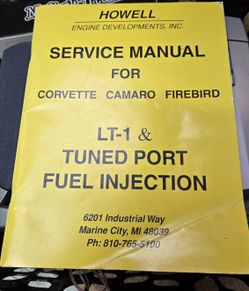 HOWELL
ENGINE DEVELOPMENTS, INC.
SERVICE MANUAL
FOR
CORVETTE CAMARO FIREBIRD
LT-1 &
TUNED PORT
FUEL INJECTION
6201 Industrial Way
Marine City, MI 48039
Ph: 810-765-5100